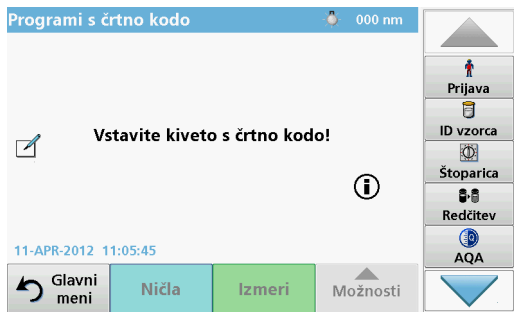 Programi s črtno kodo 000 nm
Vstavite kiveto s črtno kodo!
11-APR-2012 11:05:45
Glavni
meni
Ničla
Izmeri
Možnosti
Prijava
ID vzorca
Štoparica
Redčitev
AQA